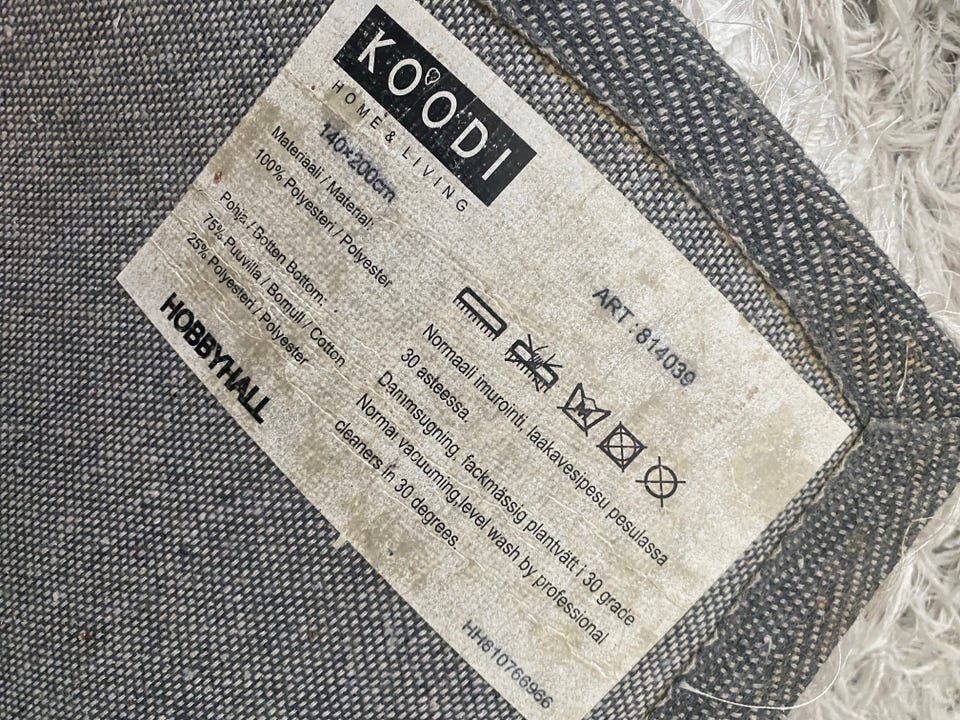 KOODI
HOME & LIVING
140x200cm
Materiaali / Material:
100% Polyesteri / Polyester
Pohja / Botten Bottom:
75% Puuvilla / Bomull / Cotton
25% Polyesteri / Polyester
HOBBYHALL
ART.: 814039
Normaali imurointi, laakavesipesu pesulassa
30 asteessa.
Dammsugning, fackmässig plantvätt i 30 grade
Normal vacuuming,level wash by professional
cleaners in 30 degrees
HH810766966